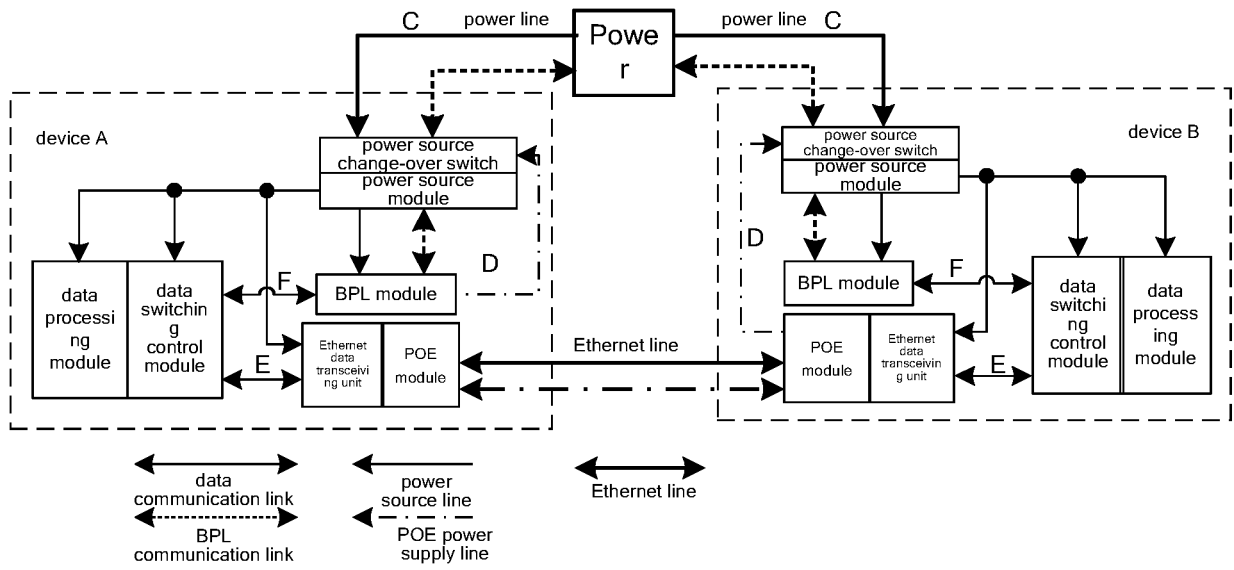 C
power line
Powe
r
power line
C
device A
power source
change-over switch
power source
module
D
BPL module
F
data
processi
ng
module
data
switchin
g
control
module
E
Ethernet
data
transceivi
ng unit
POE
module
Ethernet line
device B
power source
change-over switch
power source
module
D
BPL module
F
POE
module
Ethernet
data
transceivin
g unit
E
data
switchi
ng
control
module
data
process
ing
module
data
communication link
BPL
communication link
power
source line
POE power
supply line
Ethernet line